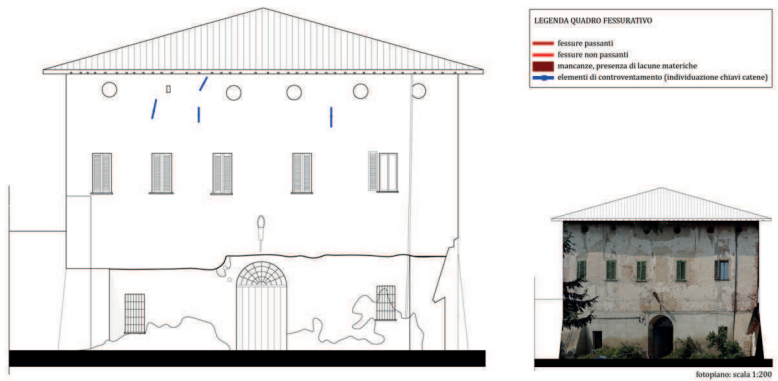 LEGENDA QUADRO FESSURATIVO
fessure passanti
fessure non passanti
mancanze, presenza di lacune materiche
elementi di controventamento (individuazione chiavi catene)
fotopiano: scala 1:200